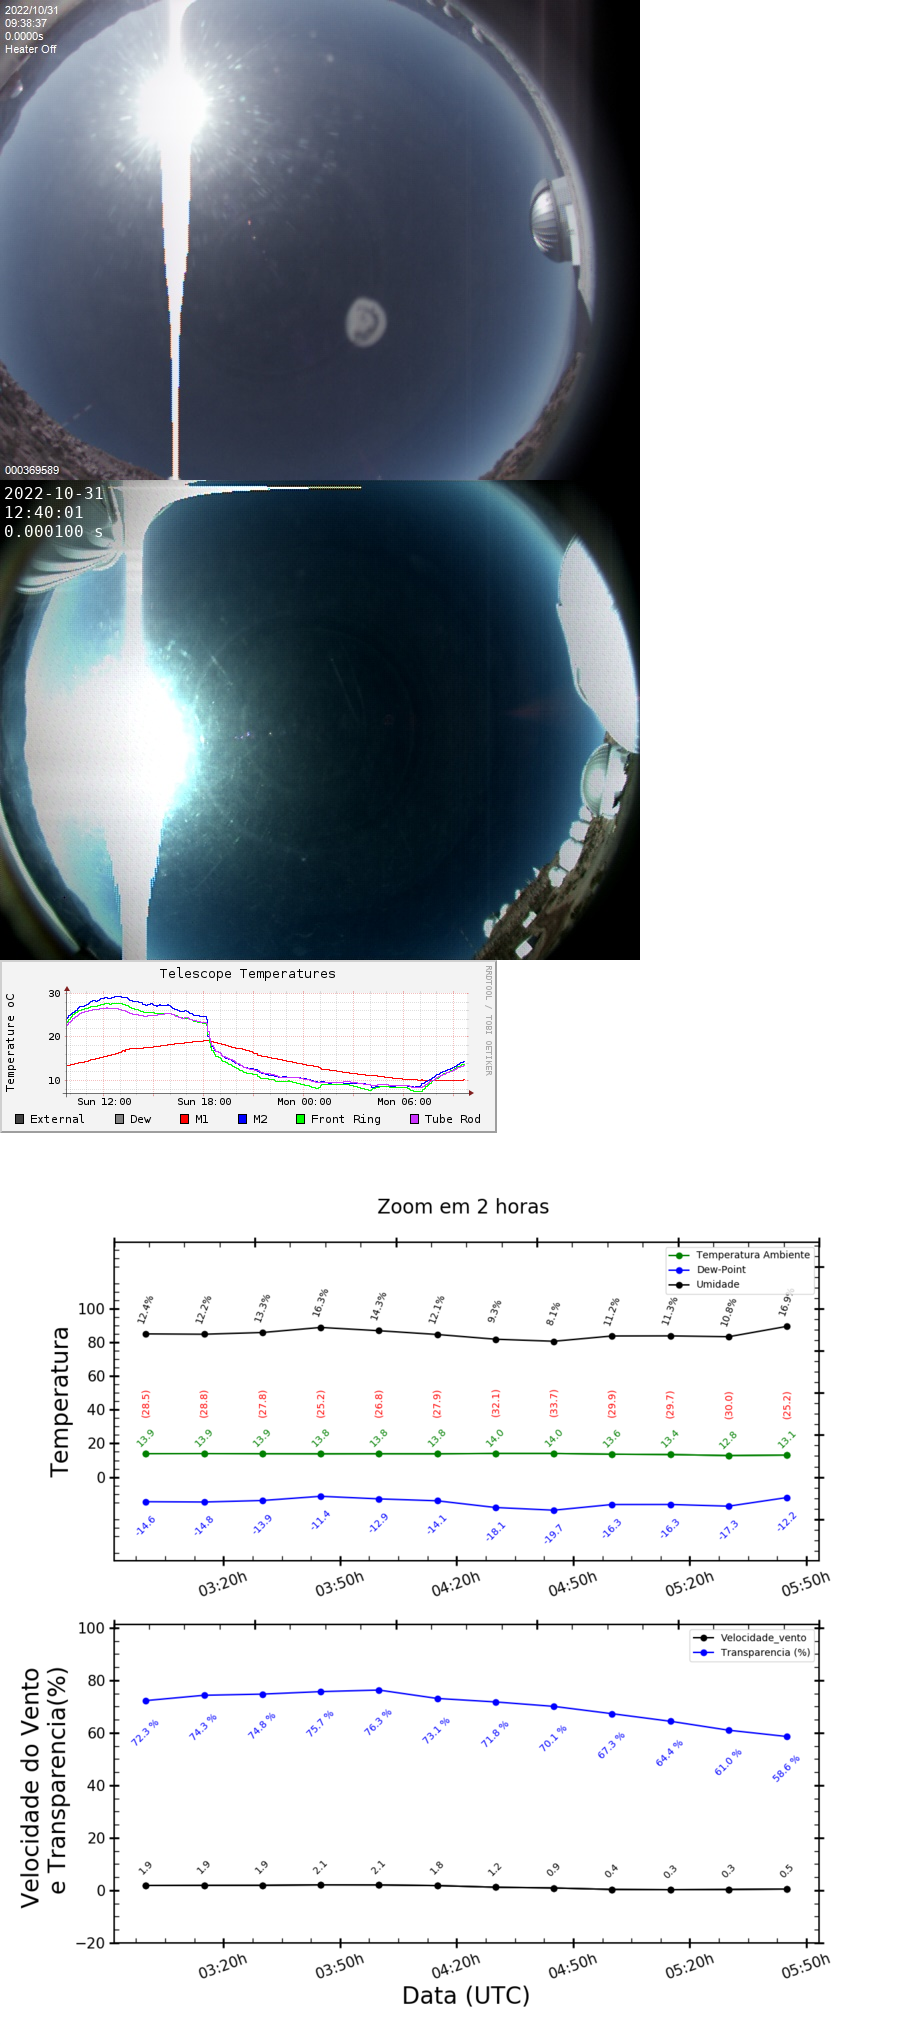 2022/10/31
09:38:37
0.0000s
Heater Off
000369589
2022-10-31
12:40:01
0.000100 s
Telescope Temperatures
RRDTOOL / TOBI OETIKER
Temperature oC
30
20
10
Sun 12:00 Sun 18:00 Mon 00:00 Mon 06:00
External Dew M1 M2 Front Ring Tube Rod
Zoom em 2 horas
Temperatura Ambiente
Dew-Point
Umidade
Temperatura
100
80
60
40
20
0
12.4% 12.2% 13.3% 16.3% 14.3% 12.1% 9.3% 8.1% 11.2% 11.3% 10.8% 16.9%
(28.5) (28.8) (27.8) (25.2) (26.8) (27.9) (32.1) (33.7) (29.9) (29.7) (30.0) (25.2)
13.9 13.9 13.9 13.8 13.8 13.8 14.0 14.0 13.6 13.4 12.8 13.1
-14.6 -14.8 -13.9 -11.4 -12.9 -14.1 -18.1 -19.7 -16.3 -16.3 -17.3 -12.2
03:20h 03:50h 04:20h 04:50h 05:20h 05:50h
Velocidade_vento
Transparencia (%)
Velocidade do Vento
e Transparencia(%)
100
80
60
40
20
0
−20
72.3 % 74.3 % 74.8 % 75.7 % 76.3 % 73.1 % 71.8 % 70.1 % 67.3 % 64.4 % 61.0 % 58.6 %
1.9 1.9 1.9 2.1 2.1 1.8 1.2 0.9 0.4 0.3 0.3 0.5
03:20h 03:50h 04:20h 04:50h 05:20h 05:50h
Data (UTC)